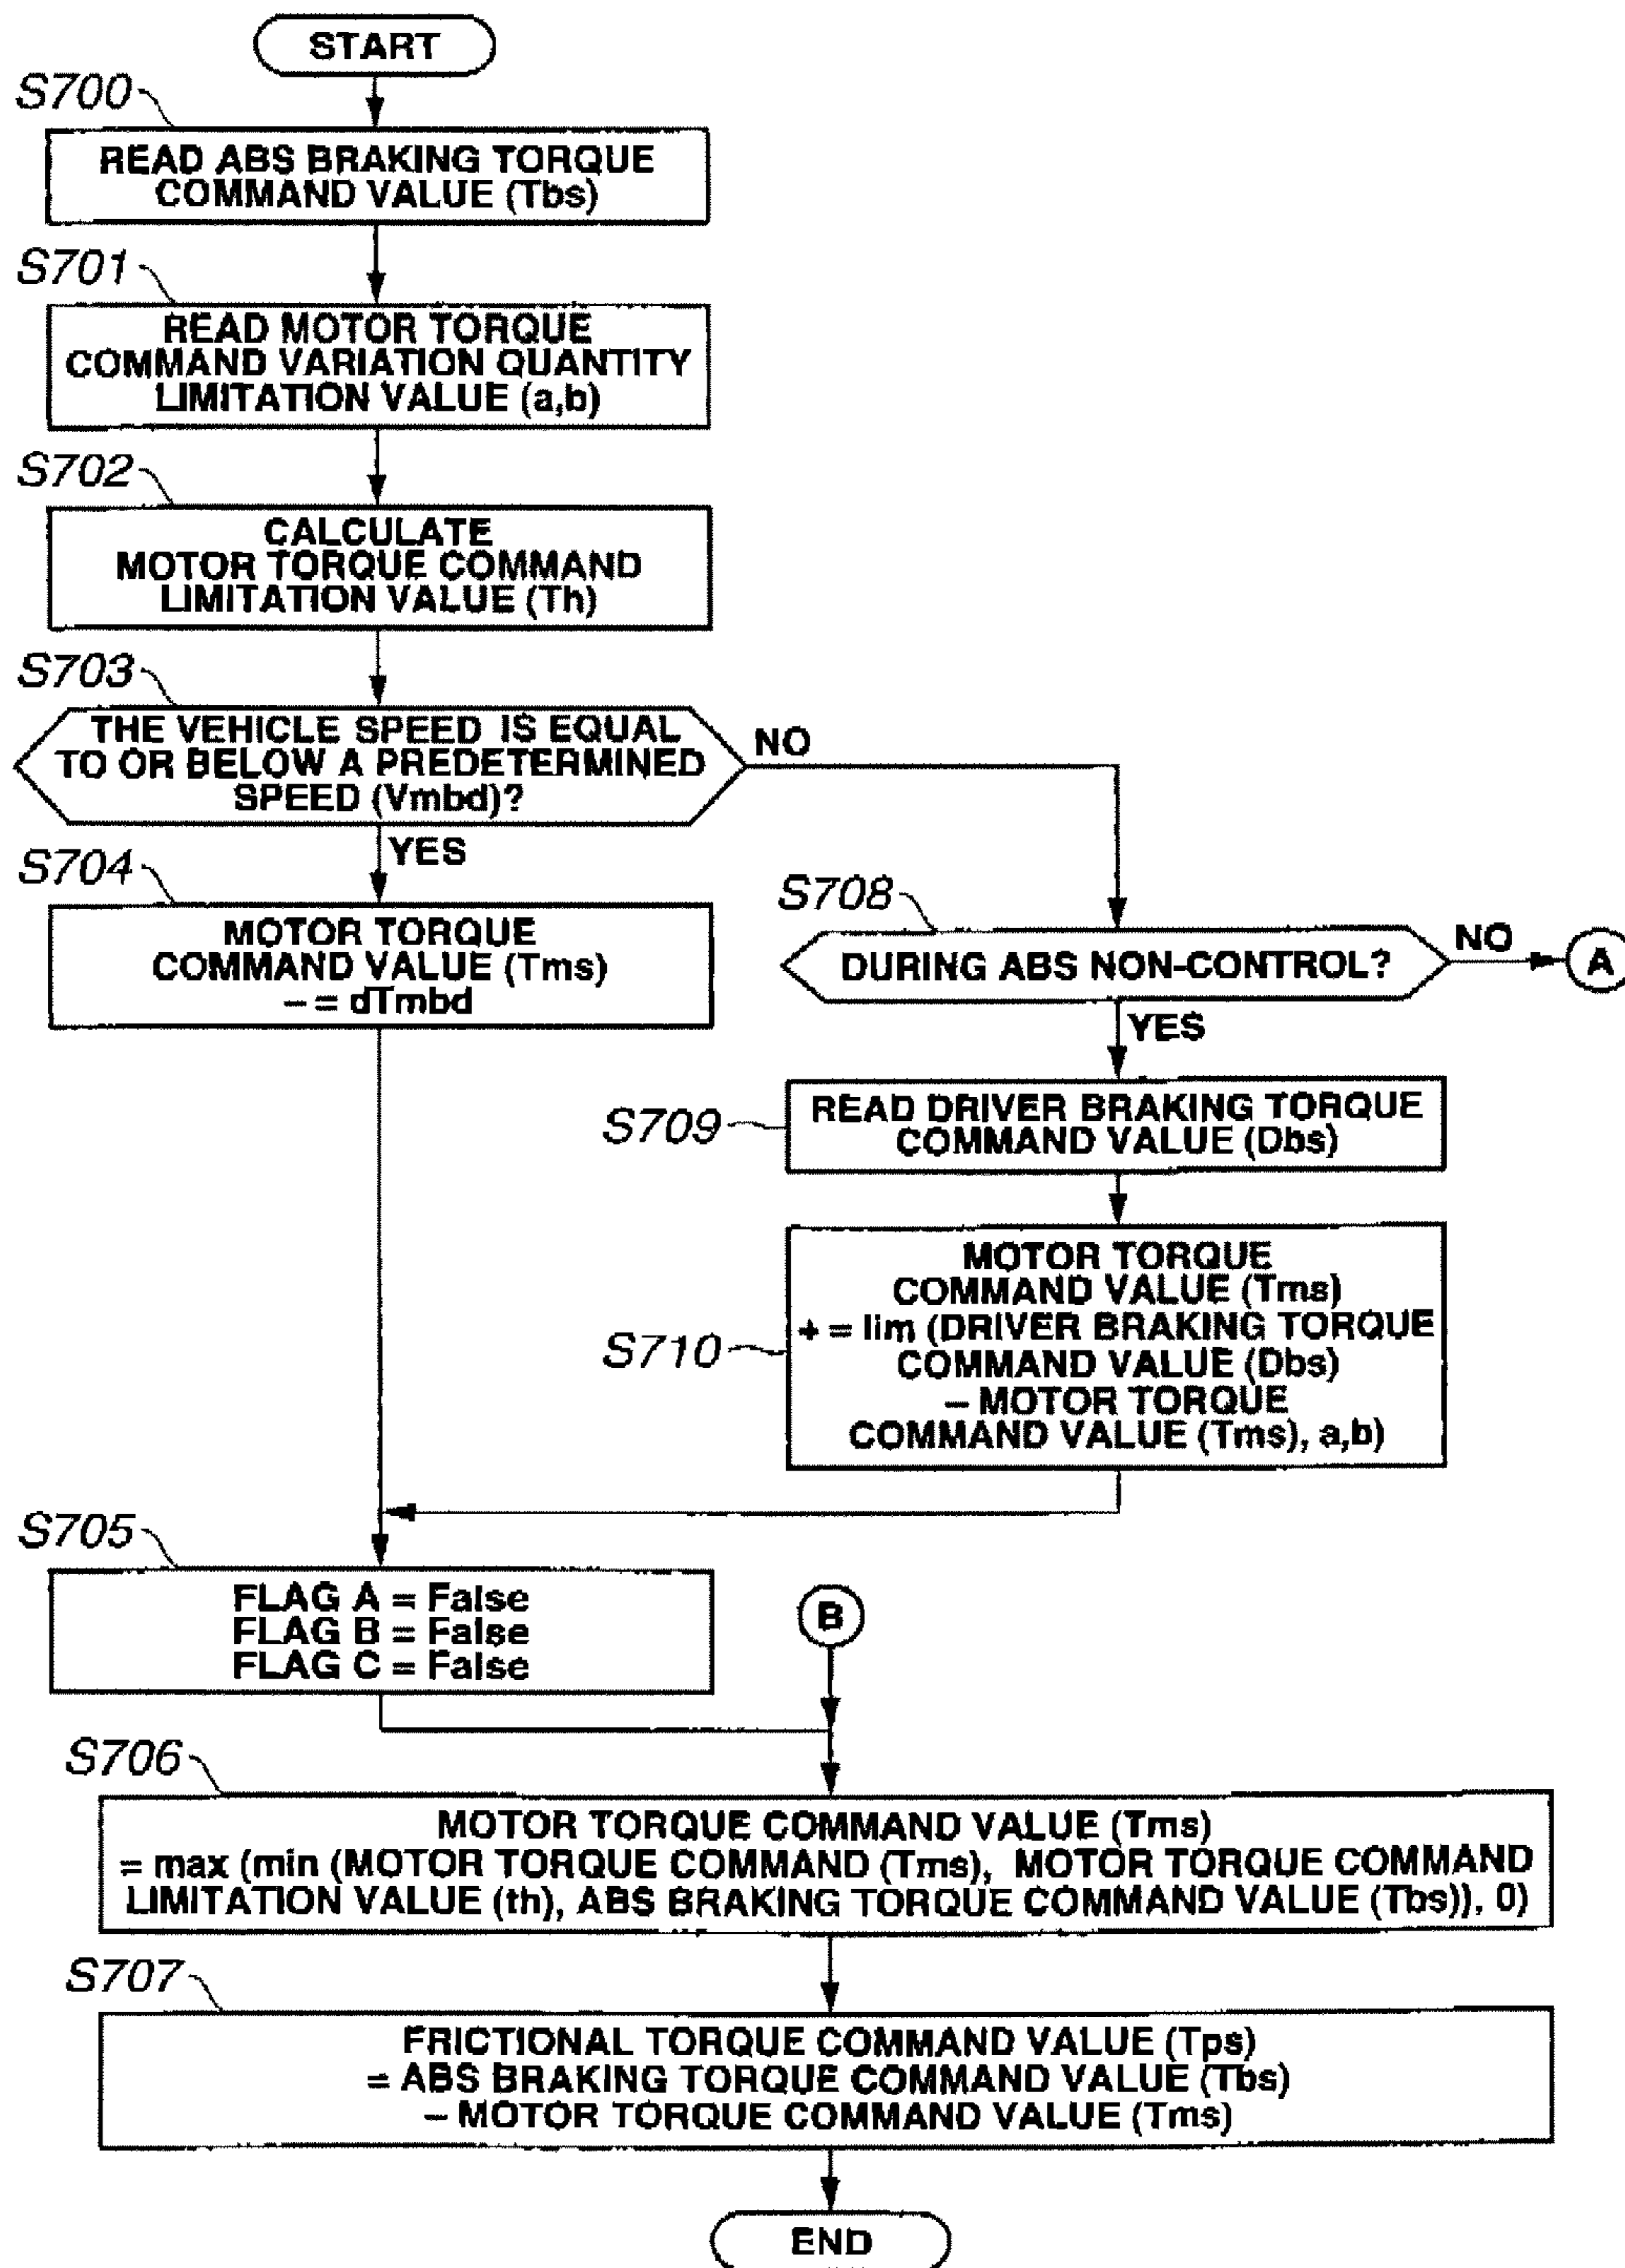 START
S700
READ ABS BRAKING TORQUE
COMMAND VALUE (Tbs)
S701
READ MOTOR TORQUE
COMMAND VARIATION QUANTITY
LIMITATION VALUE (a,b)
S702
CALCULATE
MOTOR TORQUE COMMAND
LIMITATION VALUE (Th)
S703
THE VEHICLE SPEED IS EQUAL
TO OR BELOW A PREDETERMINED
SPEED (Vmbd)?
NO
YES
S704
MOTOR TORQUE
COMMAND VALUE (Tms)
– = dTmbd
S708
DURING ABS NON-CONTROL?
NO
A
YES
S709
READ DRIVER BRAKING TORQUE
COMMAND VALUE (Dbs)
S710
MOTOR TORQUE
COMMAND VALUE (Tms)
+ = lim (DRIVER BRAKING TORQUE
COMMAND VALUE (Dbs)
– MOTOR TORQUE
COMMAND VALUE (Tms), a,b)
S705
FLAG A = False
FLAG B = False
FLAG C = False
B
S706
MOTOR TORQUE COMMAND VALUE (Tms)
= max (min (MOTOR TORQUE COMMAND (Tms), MOTOR TORQUE COMMAND
LIMITATION VALUE (th), ABS BRAKING TORQUE COMMAND VALUE (Tbs)), 0)
S707
FRICTIONAL TORQUE COMMAND VALUE (Tps)
= ABS BRAKING TORQUE COMMAND VALUE (Tbs)
– MOTOR TORQUE COMMAND VALUE (Tms)
END